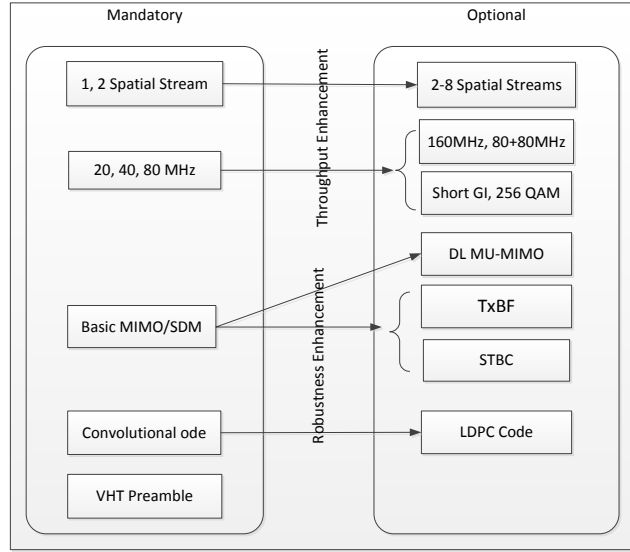 Mandatory
Optional
1, 2 Spatial Stream
2-8 Spatial Streams
Throughput Enhancement
160MHz, 80+80MHz
20, 40, 80 MHz
Short GI, 256 QAM
DL MU-MIMO
Robustness Enhancement
TxBF
Basic MIMO/SDM
STBC
Convolutional ode
LDPC Code
VHT Preamble